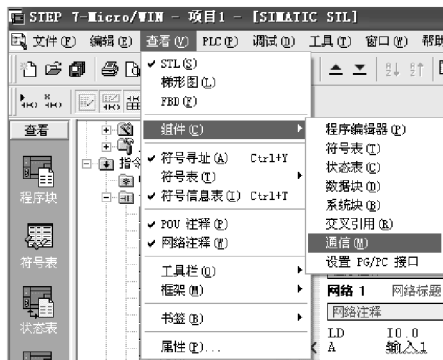 STEP 7-Micro/WIN - 项目1 - [SIMATIC STL]
文件(F) 编辑(E) 查看(V) PLC(P) 调试(D) 工具(T) 窗口(W) 帮助
查看
程序块
符号表
状态表
✓ STL(S)
梯形图(L)
FBD(F)
组件(C)
✓ 符号寻址(A) Ctrl+Y
符号表(T)
✓ 符号信息表(I) Ctrl+T
✓ POU 注释(P)
✓ 网络注释(W)
工具栏(O)
框架(M)
书签(B)
属性(P)...
程序编辑器(P)
符号表(T)
状态表(C)
数据块(D)
系统块(B)
交叉引用(R)
通信(M)
设置 PG/PC 接口
网络 1 网络标题
网络注释
LD I0.0
A 输入1